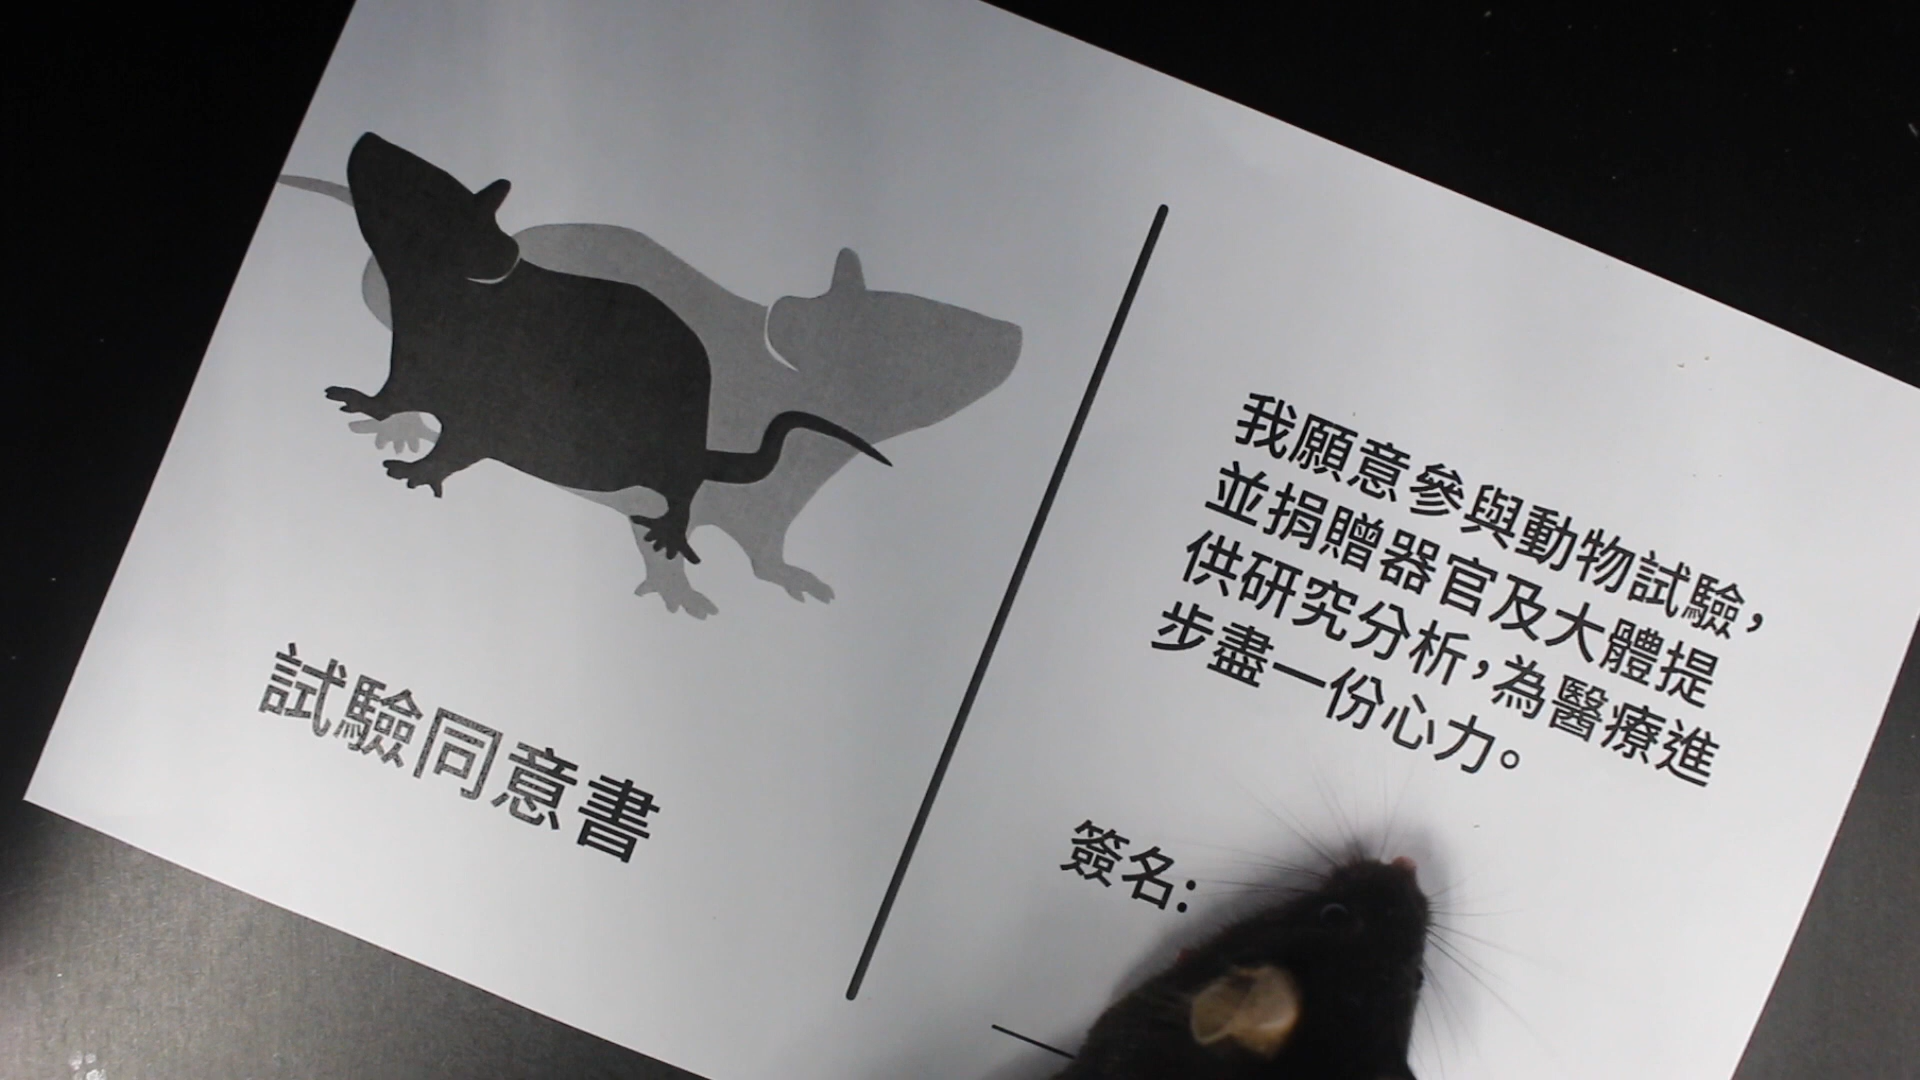 試驗同意書
我願意參與動物試驗，
並捐贈器官及大體提
供研究分析，為醫療進
步盡一份心力。
簽名：